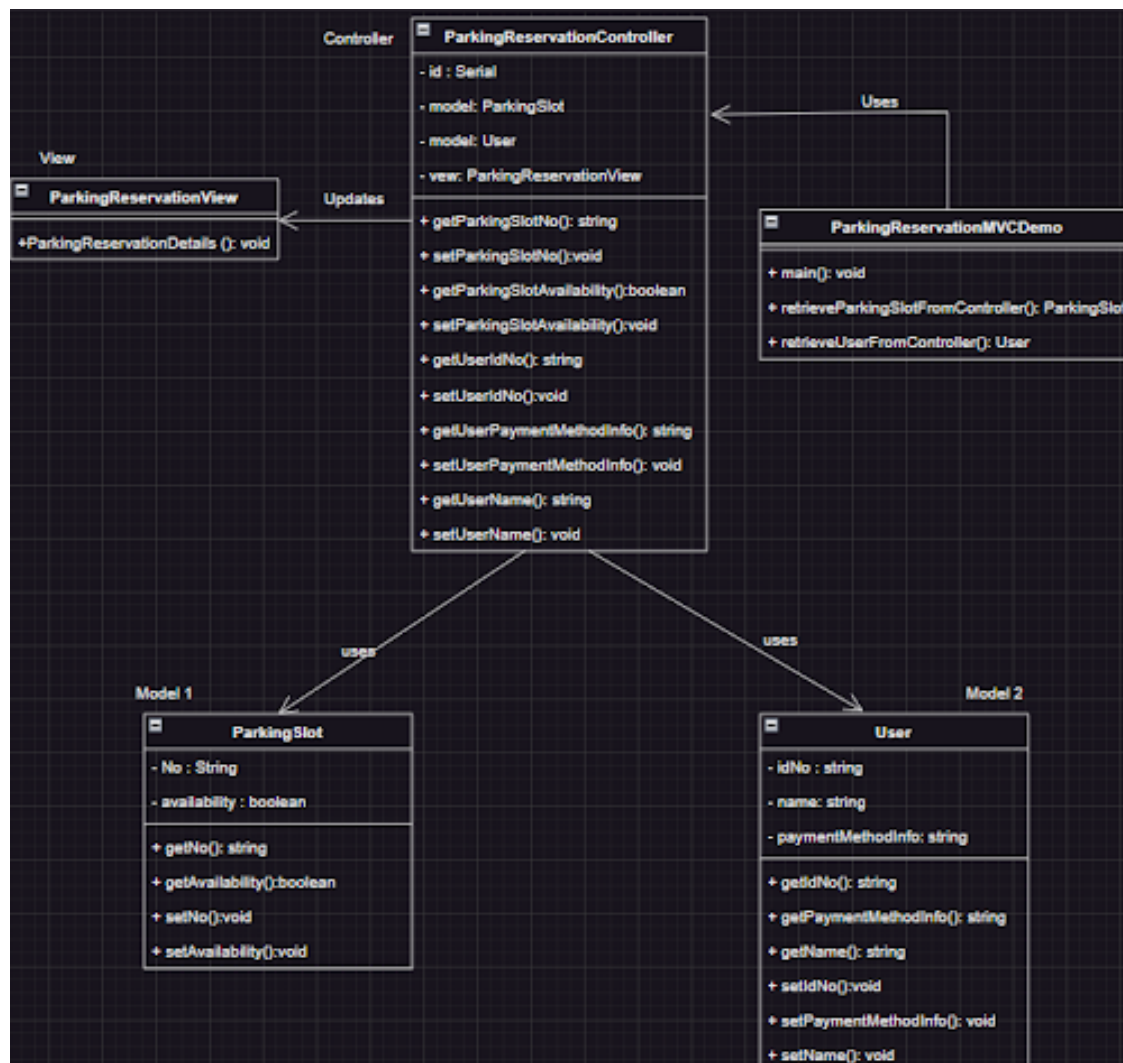 Controller
ParkingReservationController
- id : Serial
- model: ParkingSlot
- model: User
- vew: ParkingReservationView
+ getParkingSlotNo(): string
+ setParkingSlotNo():void
+ getParkingSlotAvailability():boolean
+ setParkingSlotAvailability():void
+ getUserIdNo(): string
+ setUserIdNo():void
+ getUserPaymentMethodInfo(): string
+ setUserPaymentMethodInfo(): void
+ getUserName(): string
+ setUserName(): void
View
ParkingReservationView
+ParkingReservationDetails (): void
Updates
Uses
ParkingReservationMVCDemo
+ main(): void
+ retrieveParkingSlotFromController(): ParkingSlot
+ retrieveUserFromController(): User
uses
uses
Model 1
ParkingSlot
- No : String
- availability : boolean
+ getNo(): string
+ getAvailability():boolean
+ setNo():void
+ setAvailability():void
Model 2
User
- idNo : string
- name: string
- paymentMethodInfo: string
+ getIdNo(): string
+ getPaymentMethodInfo(): string
+ getName(): string
+ setIdNo():void
+ setPaymentMethodInfo(): void
+ setName(): void